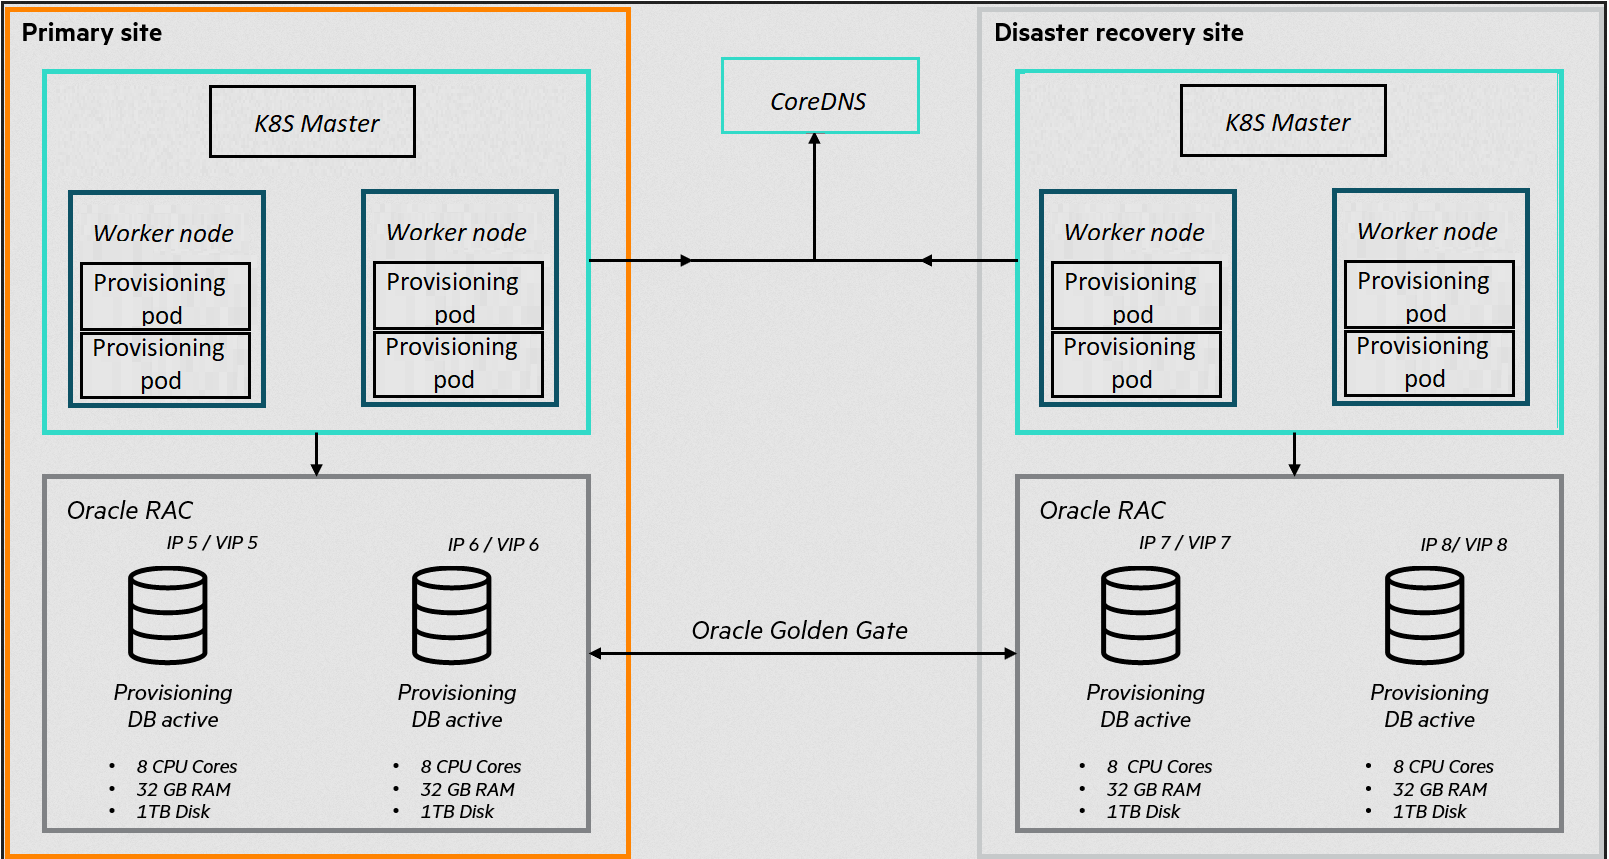 Primary site
K8S Master
Worker node
Provisioning
pod
Provisioning
pod
Worker node
Provisioning
pod
Provisioning
pod
Oracle RAC
IP 5 / VIP 5
Provisioning
DB active
• 8 CPU Cores
• 32 GB RAM
• 1TB Disk
IP 6 / VIP 6
Provisioning
DB active
• 8 CPU Cores
• 32 GB RAM
• 1TB Disk
CoreDNS
Oracle Golden Gate
Disaster recovery site
K8S Master
Worker node
Provisioning
pod
Provisioning
pod
Worker node
Provisioning
pod
Provisioning
pod
Oracle RAC
IP 7 / VIP 7
Provisioning
DB active
• 8 CPU Cores
• 32 GB RAM
• 1TB Disk
IP 8/ VIP 8
Provisioning
DB active
• 8 CPU Cores
• 32 GB RAM
• 1TB Disk